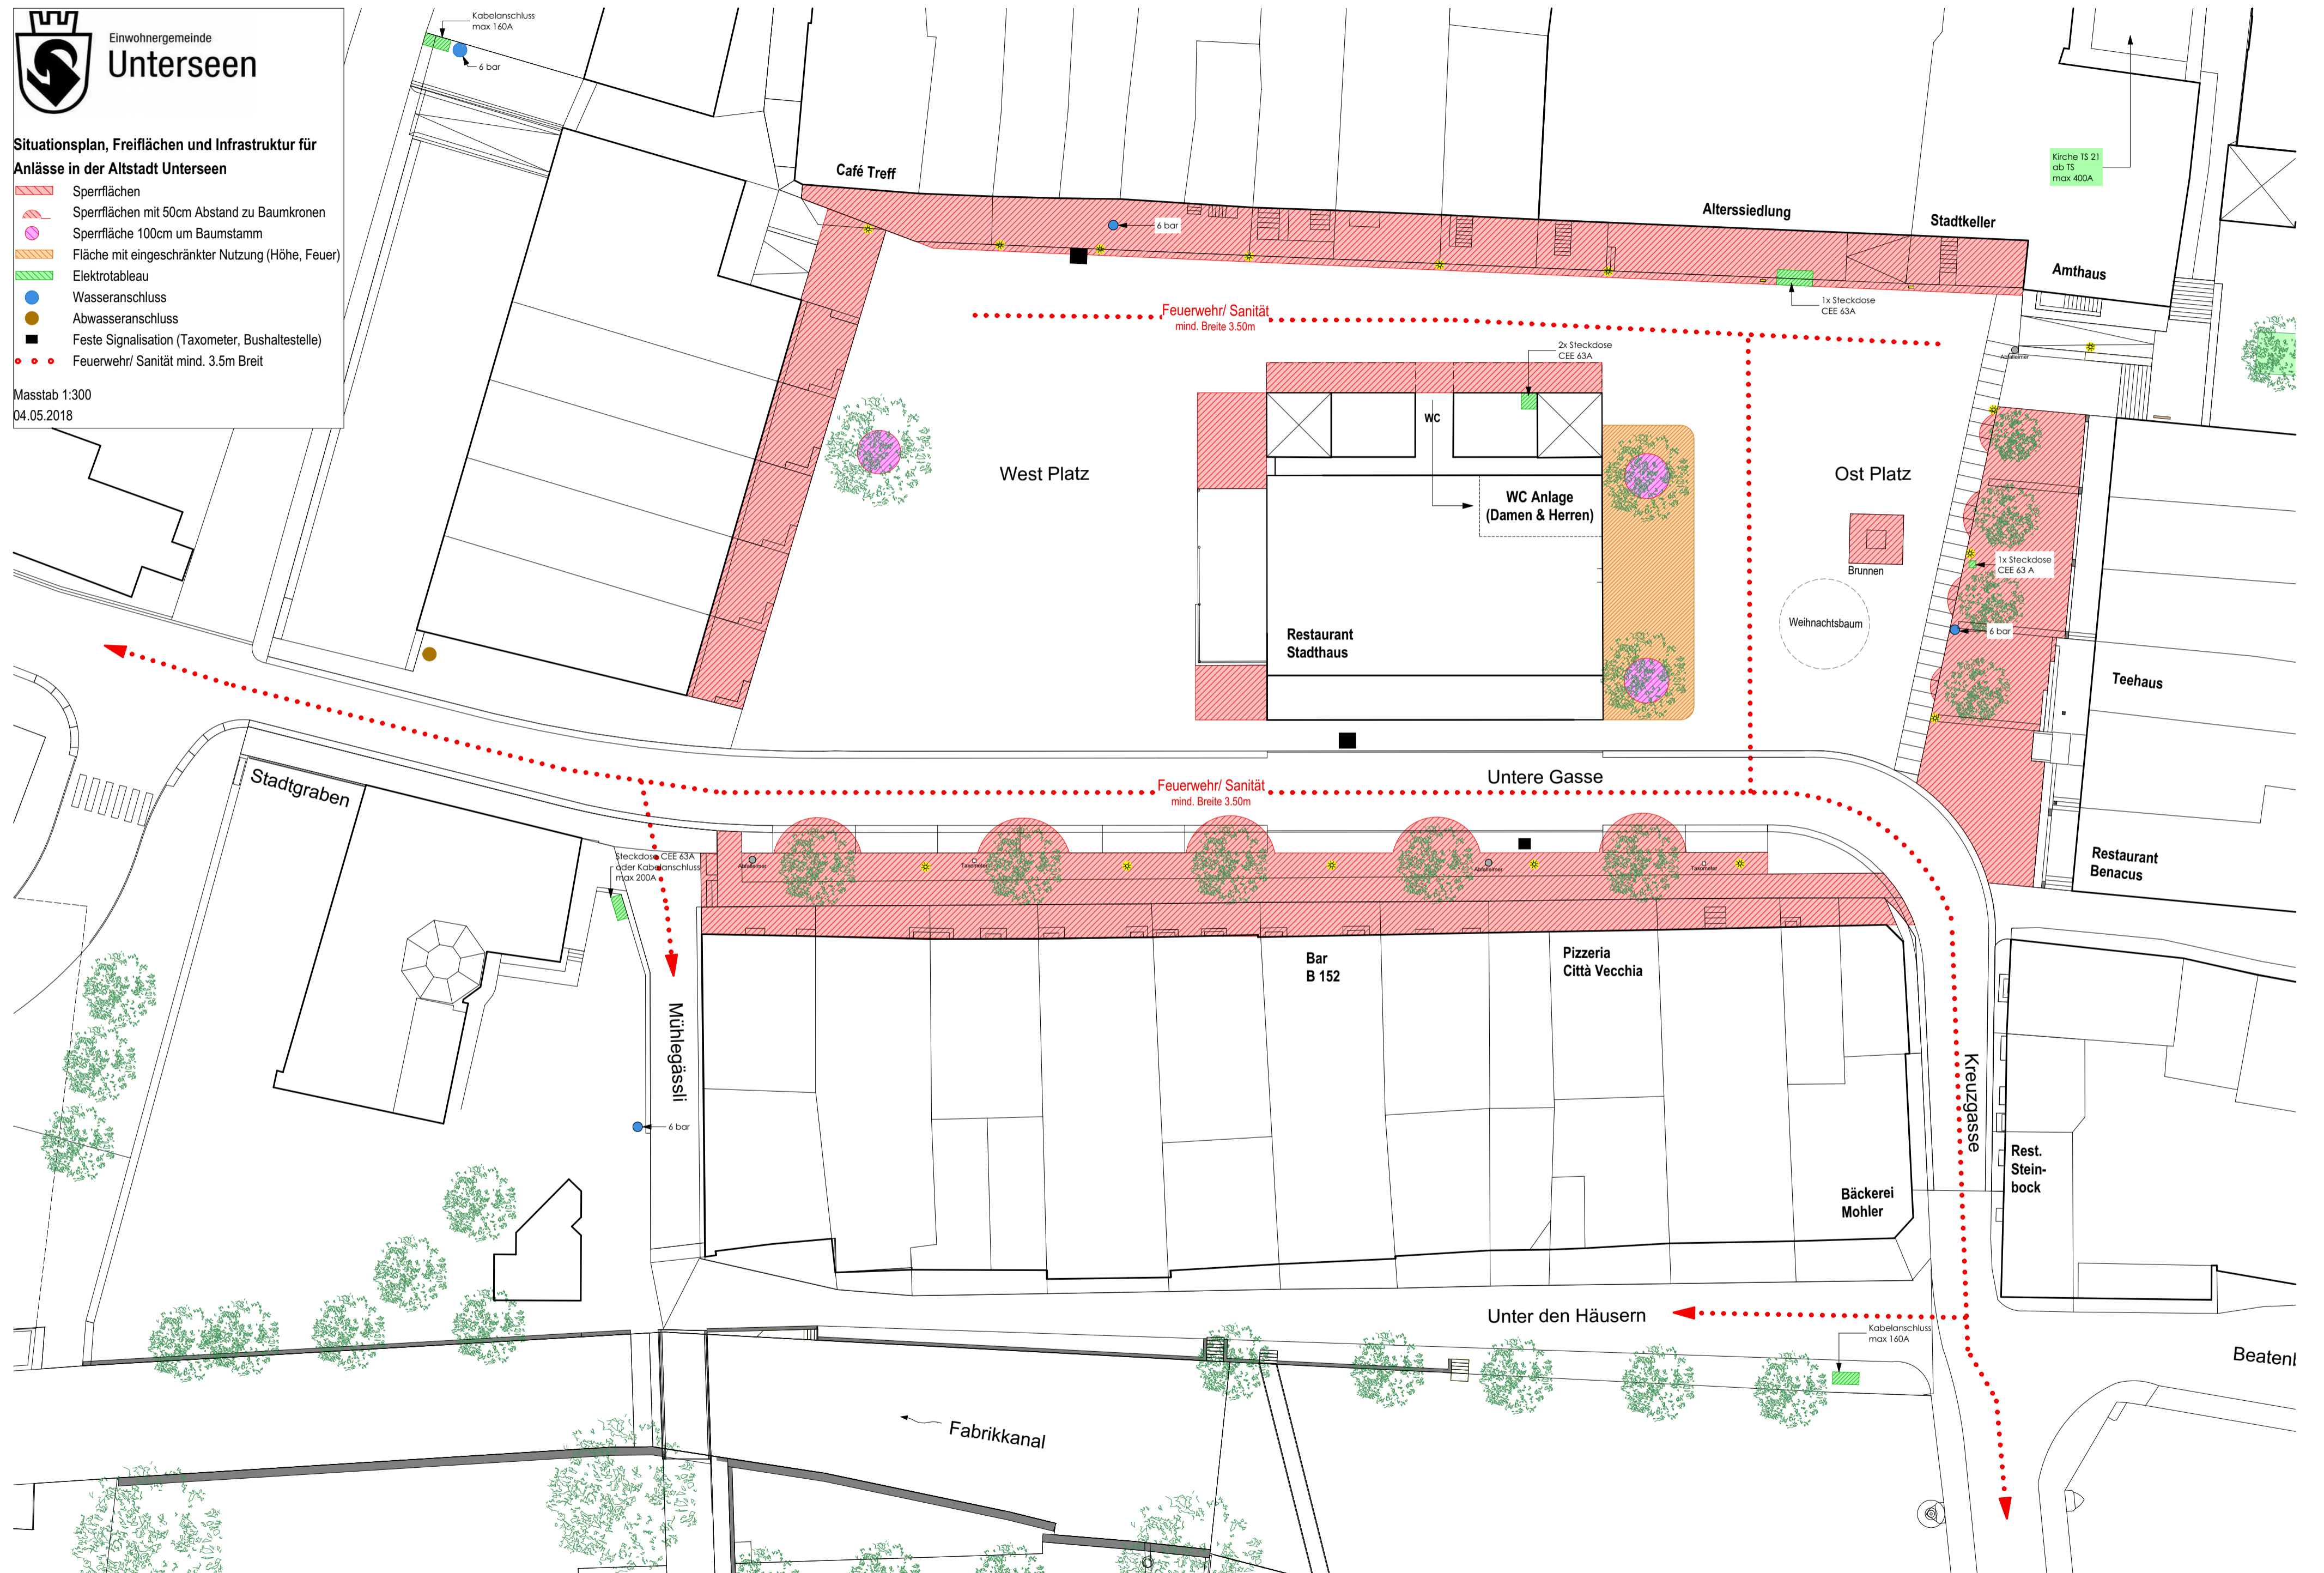 Einwohnergemeinde
Unterseen
Situationsplan, Freiflächen und Infrastruktur für
Anlässe in der Altstadt Unterseen
Sperrflächen
Sperrflächen mit 50cm Abstand zu Baumkronen
Sperrfläche 100cm um Baumstamm
Fläche mit eingeschränkter Nutzung (Höhe, Feuer)
Elektrotableau
Wasseranschluss
Abwasseranschluss
Feste Signalisation (Taxometer, Bushaltestelle)
Feuerwehr/ Sanität mind. 3.5m Breit
Masstab 1:300
04.05.2018
Kabelanschluss
max 160A
6 bar
Café Treff
6 bar
Alterssiedlung
Stadtkeller
Amthaus
Kirche TS 21
ab TS
max 400A
1x Steckdose
CEE 63A
Feuerwehr/ Sanität
mind. Breite 3.50m
2x Steckdose
CEE 63A
Abfalleimer
WC
West Platz
WC Anlage
(Damen & Herren)
Ost Platz
Brunnen
1x Steckdose
CEE 63 A
Weihnachtsbaum
6 bar
Restaurant
Stadthaus
Teehaus
Stadtgraben
Feuerwehr/ Sanität
mind. Breite 3.50m
Untere Gasse
Steckdose CEE 63A
oder Kabelanschluss
max 200A
Abfalleimer
Taxometer
Abfalleimer
Taxometer
Restaurant
Benacus
Bar
B 152
Pizzeria
Città Vecchia
Mühlegässli
6 bar
Kreuzgasse
Rest.
Stein-
bock
Bäckerei
Mohler
Unter den Häusern
Kabelanschluss
max 160A
Beatenl
Fabrikkanal